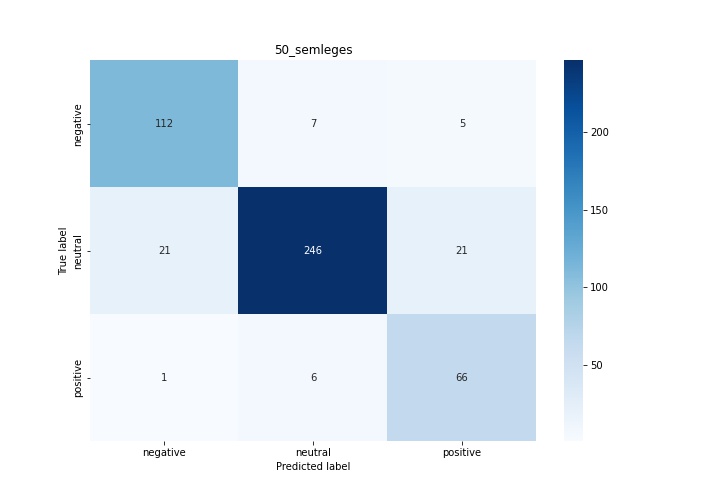 50_semleges
negative
112
7
5
200
150
True label
neutral
21
246
21
100
positive
1
6
66
50
negative
neutral
positive
Predicted label